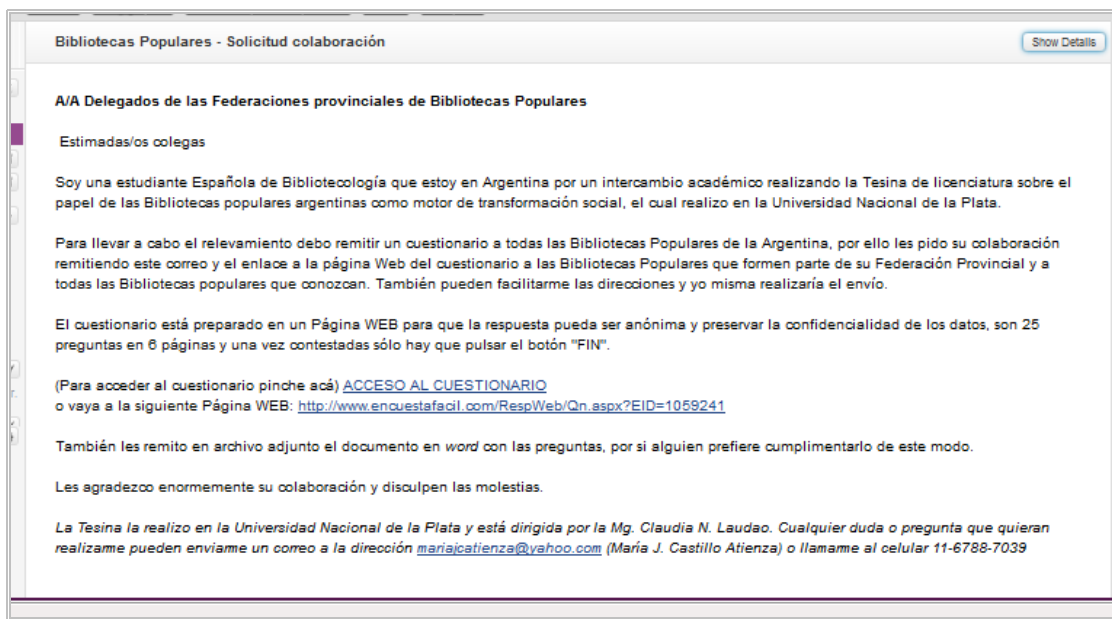 Bibliotecas Populares - Solicitud colaboración
Show Details
A/A Delegados de las Federaciones provinciales de Bibliotecas Populares
Estimadas/os colegas
Soy una estudiante Española de Bibliotecología que estoy en Argentina por un intercambio académico realizando la Tesina de licenciatura sobre el
papel de las Bibliotecas populares argentinas como motor de transformación social, el cual realizo en la Universidad Nacional de la Plata.
Para llevar a cabo el relevamiento debo remitir un cuestionario a todas las Bibliotecas Populares de la Argentina, por ello les pido su colaboración
remitiendo este correo y el enlace a la página Web del cuestionario a las Bibliotecas Populares que formen parte de su Federación Provincial y a
todas las Bibliotecas populares que conozcan. También pueden facilitarme las direcciones y yo misma realizaría el envío.
El cuestionario está preparado en un Página WEB para que la respuesta pueda ser anónima y preservar la confidencialidad de los datos, son 25
preguntas en 6 páginas y una vez contestadas sólo hay que pulsar el botón "FIN".
(Para acceder al cuestionario pinche acá) ACCESO AL CUESTIONARIO
o vaya a la siguiente Página WEB: http://www.encuestafacil.com/RespWeb/Qn.aspx?EID=1059241
También les remito en archivo adjunto el documento en word con las preguntas, por si alguien prefiere cumplimentarlo de este modo.
Les agradezco enormemente su colaboración y disculpen las molestias.
La Tesina la realizo en la Universidad Nacional de la Plata y está dirigida por la Mg. Claudia N. Laudao. Cualquier duda o pregunta que quieran
realizarme pueden enviarme un correo a la dirección mariajcatienza@yahoo.com (María J. Castillo Atienza) o llamarme al celular 11-6788-7039